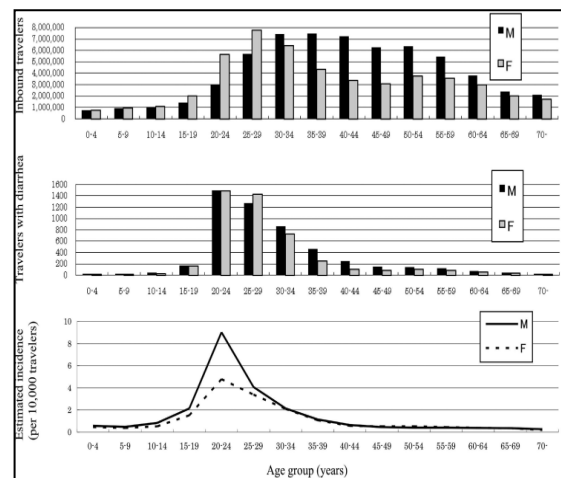 Inbound travelers
8,000,000
7,000,000
6,000,000
5,000,000
4,000,000
3,000,000
2,000,000
1,000,000
0
M
F
0-4 5-9 10-14 15-19 20-24 25-29 30-34 35-39 40-44 45-49 50-54 55-59 60-64 65-69 70-
Travelers with diarrhea
1600
1400
1200
1000
800
600
400
200
0
M
F
0-4 5-9 10-14 15-19 20-24 25-29 30-34 35-39 40-44 45-49 50-54 55-59 60-64 65-69 70-
Estimated incidence
(per 10,000 travelers)
10
8
6
4
2
0
M
F
0-4 5-9 10-14 15-19 20-24 25-29 30-34 35-39 40-44 45-49 50-54 55-59 60-64 65-69 70-
Age group (years)